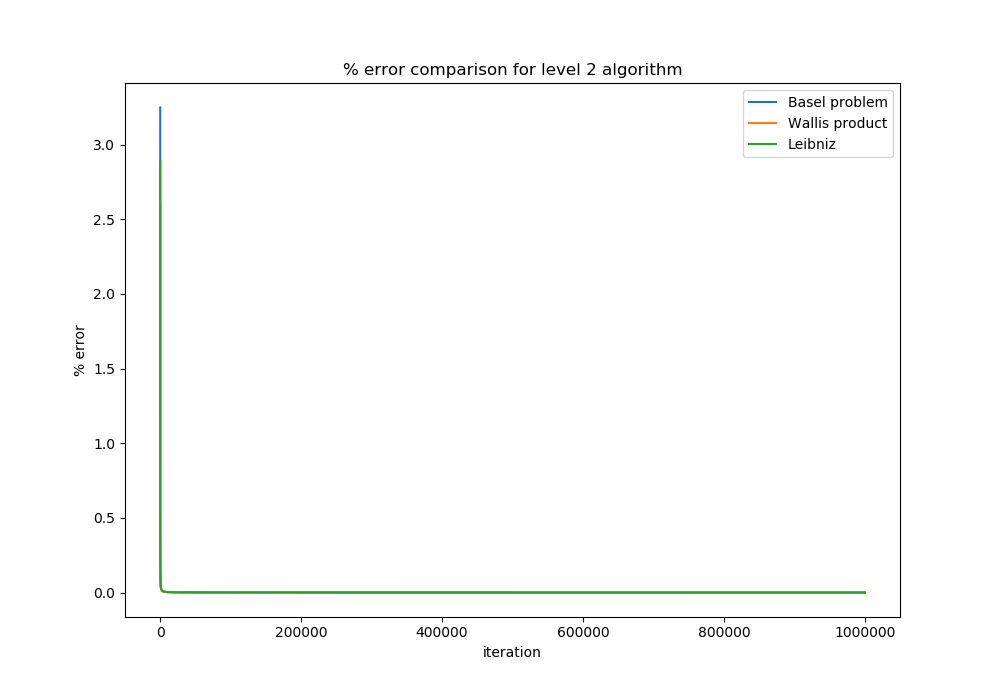 % error comparison for level 2 algorithm
Basel problem
Wallis product
Leibniz
% error
3.0
2.5
2.0
1.5
1.0
0.5
0.0
0 200000 400000 600000 800000 1000000
iteration